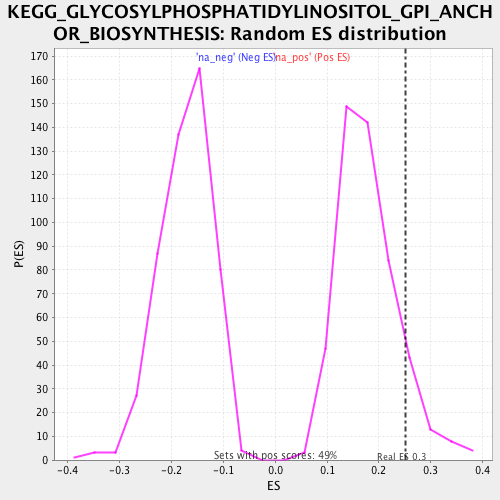 KEGG_GLYCOSYLPHOSPHATIDYLINOSITOL_GPI_ANCH
OR_BIOSYNTHESIS: Random ES distribution
'na_neg' (Neg ES)
'na_pos' (Pos ES)
170
160
150
140
130
120
110
100
90
80
70
60
50
40
30
20
10
0
P(ES)
Sets with pos scores: 49%
Real ES 0.3
-0.4 -0.3 -0.2 -0.1 -0.0 0.1 0.2 0.3 0.4
ES